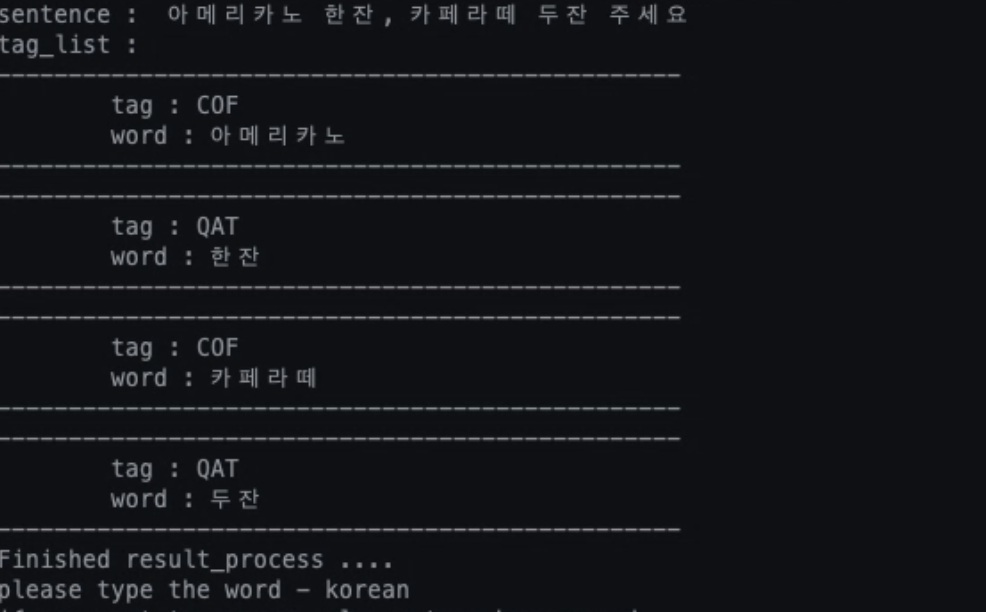 sentence : 아메리카노 한잔, 카페라떼 두잔 주세요
tag_list :
------------------------------------------------
tag : COF
word : 아메리카노
------------------------------------------------
------------------------------------------------
tag : QAT
word : 한잔
------------------------------------------------
------------------------------------------------
tag : COF
word : 카페라떼
------------------------------------------------
------------------------------------------------
tag : QAT
word : 두잔
------------------------------------------------
Finished result_process ....
please type the word - korean